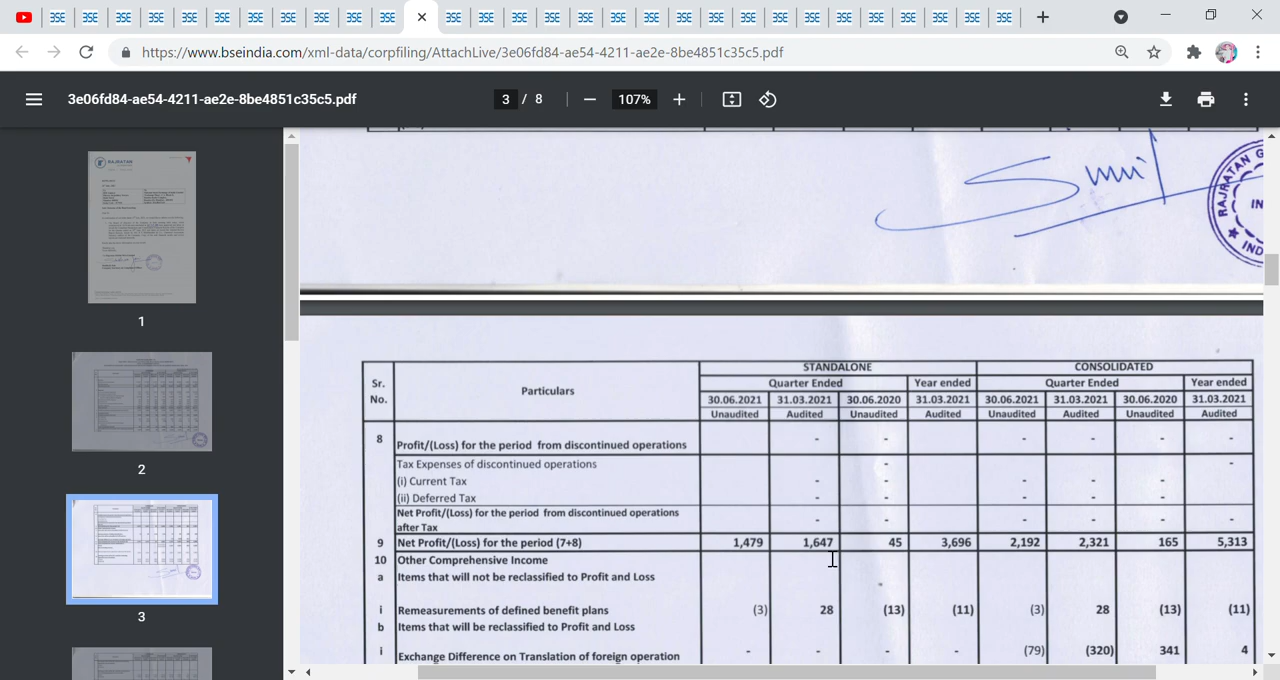 https://www.bseindia.com/xml-data/corpfiling/AttachLive/3e06fd84-ae54-4211-ae2e-8be4851c35c5.pdf
3e06fd84-ae54-4211-ae2e-8be4851c35c5.pdf
3 / 8
107%
RAJRATAN G
IN
IND
1
2
3
STANDALONE CONSOLIDATED
Sr. No. Particulars Quarter Ended Year ended Quarter Ended Year ended
30.06.2021 31.03.2021 30.06.2020 31.03.2021 30.06.2021 31.03.2021 30.06.2020 31.03.2021
Unaudited Audited Unaudited Audited Unaudited Audited Unaudited Audited
8 Profit/(Loss) for the period from discontinued operations - - - - - -
Tax Expenses of discontinued operations - -
(i) Current Tax - - - - -
(ii) Deferred Tax - - - - -
Net Profit/(Loss) for the period from discontinued operations
after Tax - - - - -
9 Net Profit/(Loss) for the period (7+8) 1,479 1,647 45 3,696 2,192 2,321 165 5,313
10 Other Comprehensive Income
a Items that will not be reclassified to Profit and Loss
i Remeasurements of defined benefit plans (3) 28 (13) (11) (3) 28 (13) (11)
b Items that will be reclassified to Profit and Loss
i Exchange Difference on Translation of foreign operation - - - - (79) (320) 341 4